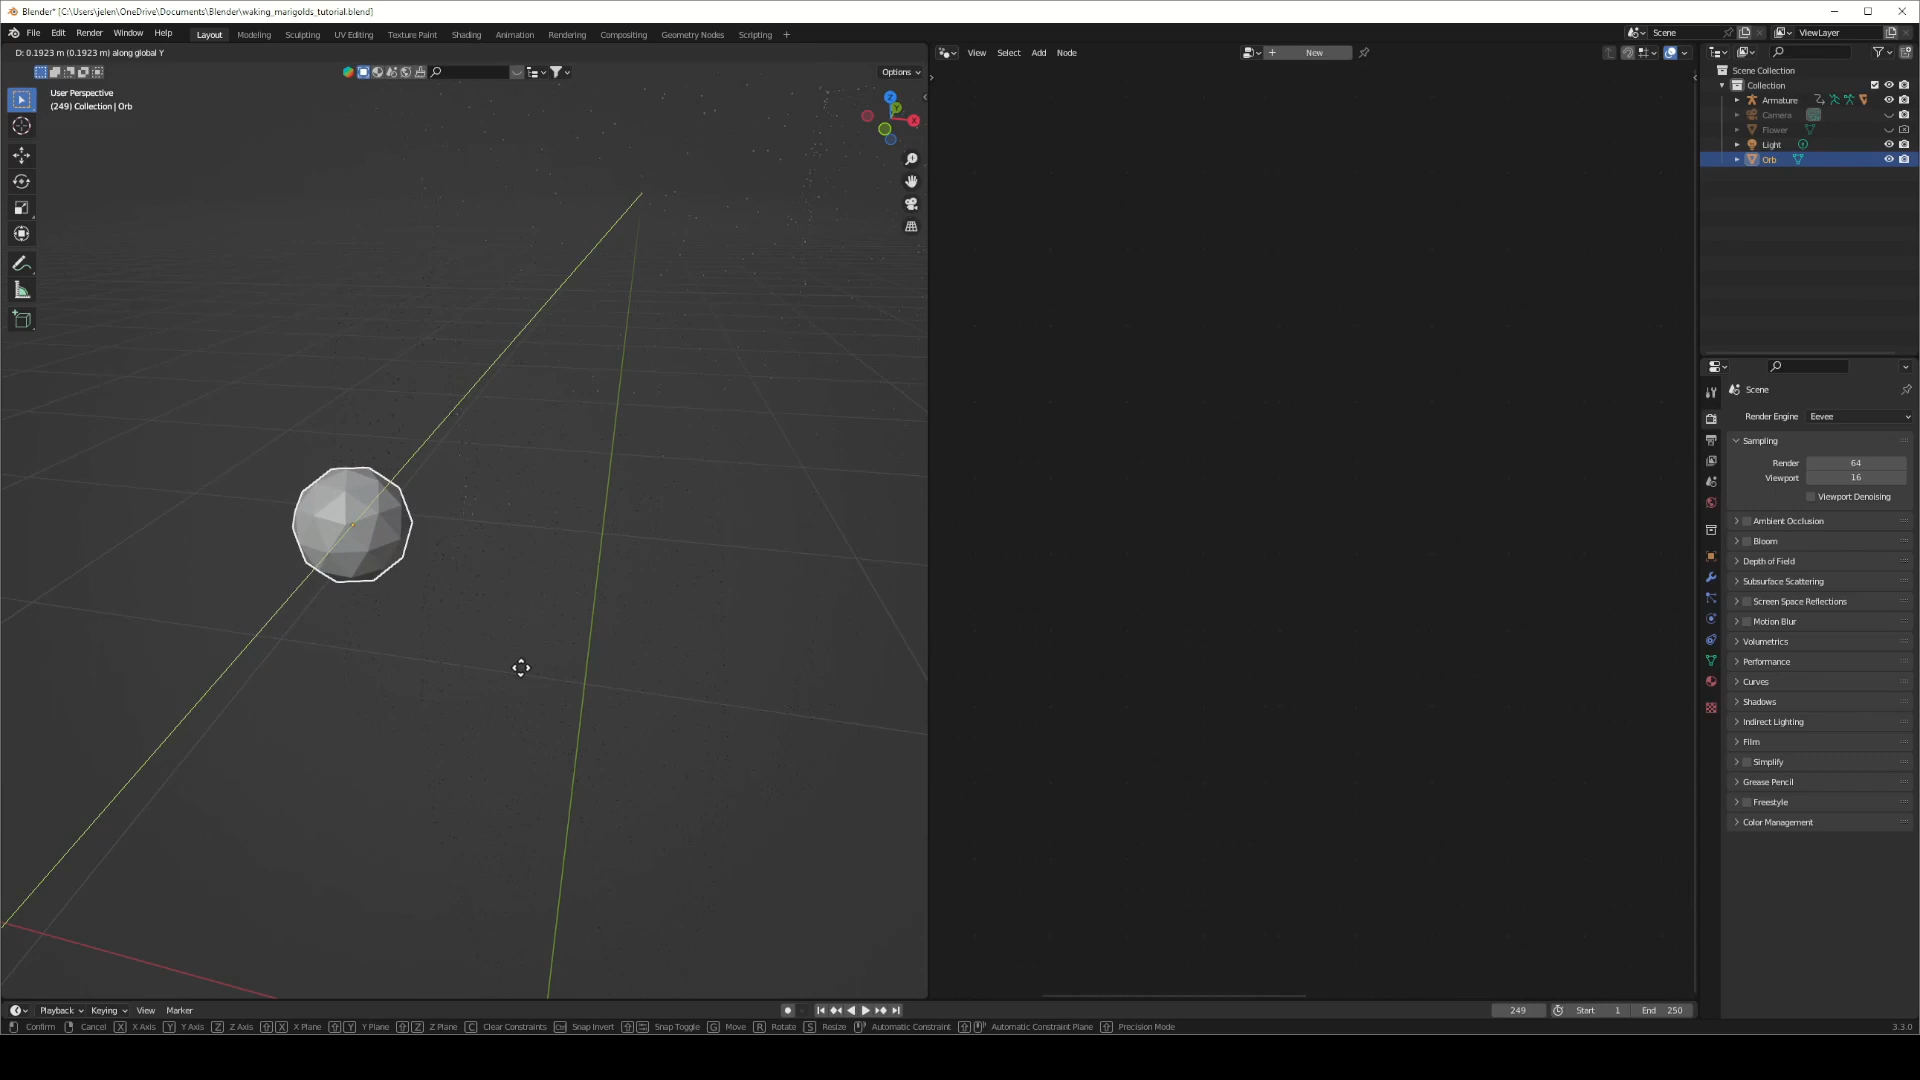 Blender* [C:\Users\jelen\OneDrive\Documents\Blender\waking_marigolds_tutorial.blend]
File Edit Render Window Help Layout Modeling Sculpting UV Editing Texture Paint Shading Animation Rendering Compositing Geometry Nodes Scripting + Scene ViewLayer
D: 0.1923 m (0.1923 m) along global Y
View Select Add Node + New
Options
User Perspective
(249) Collection | Orb
Z
Y
X
Scene Collection
Collection
Armature
Camera
Flower
Light
Orb
Scene
Render Engine Eevee
Sampling
Render 64
Viewport 16
Viewport Denoising
Ambient Occlusion
Bloom
Depth of Field
Subsurface Scattering
Screen Space Reflections
Motion Blur
Volumetrics
Performance
Curves
Shadows
Indirect Lighting
Film
Simplify
Grease Pencil
Freestyle
Color Management
Playback Keying View Marker 249 Start 1 End 250
Confirm Cancel X X Axis Y Y Axis Z Z Axis X X Plane Y Y Plane Z Z Plane C Clear Constraints Snap Invert Snap Toggle G Move R Rotate S Resize Automatic Constraint Automatic Constraint Plane Precision Mode 3.3.0